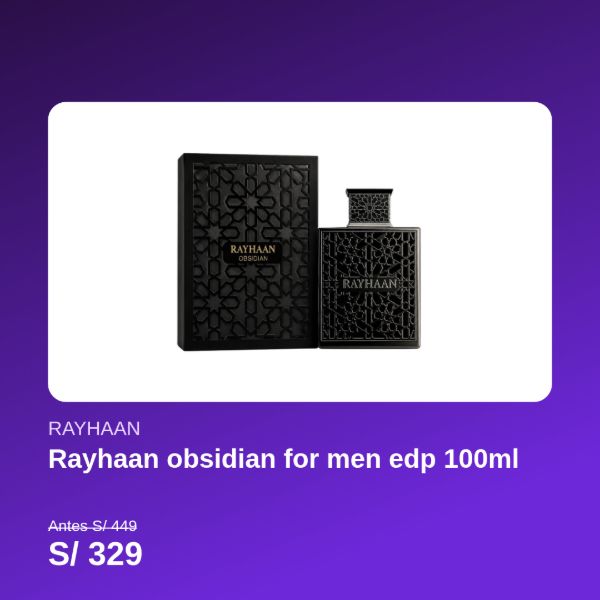 RAYHAAN
OBSIDIAN
RAYHAAN
RAYHAAN
Rayhaan obsidian for men edp 100ml
Antes S/ 449
S/ 329